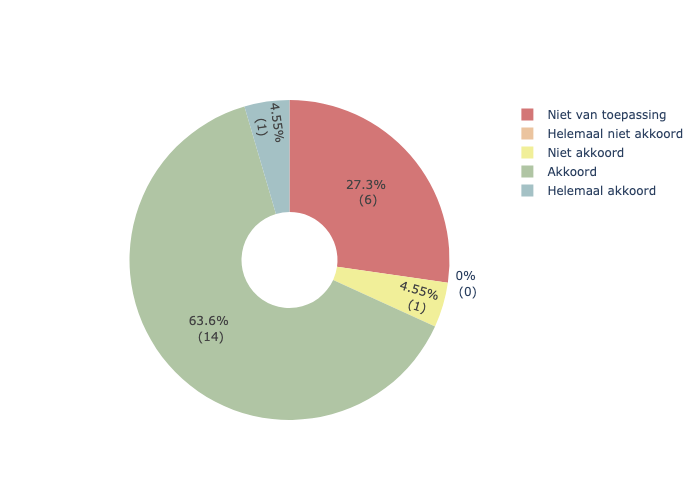 4.55%
(1)
27.3%
(6)
0%
(0)
4.55%
(1)
63.6%
(14)
Niet van toepassing
Helemaal niet akkoord
Niet akkoord
Akkoord
Helemaal akkoord